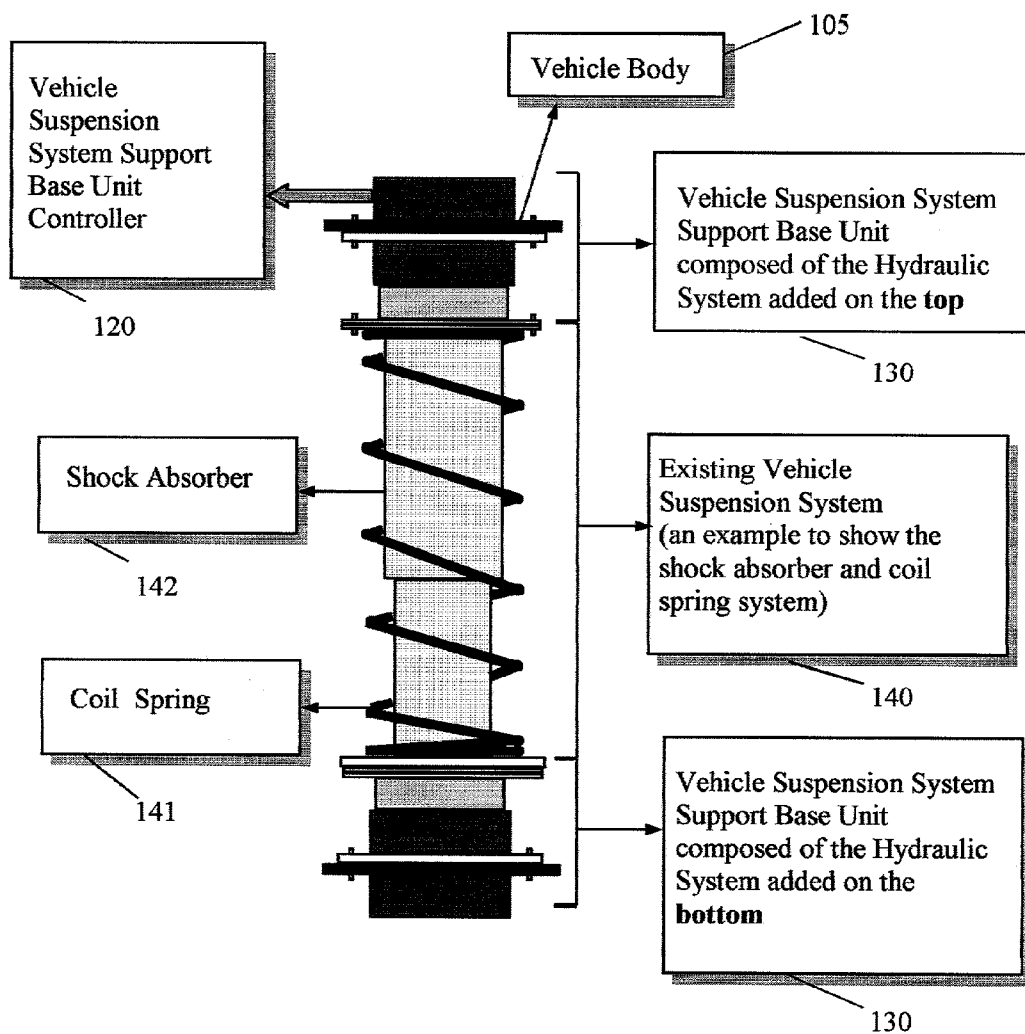 105
Vehicle Body
Vehicle
Suspension
System Support
Base Unit
Controller
120
Vehicle Suspension System
Support Base Unit
composed of the Hydraulic
System added on the top
130
Shock Absorber
142
Existing Vehicle
Suspension System
(an example to show the
shock absorber and coil
spring system)
140
Coil Spring
141
Vehicle Suspension System
Support Base Unit
composed of the Hydraulic
System added on the
bottom
130